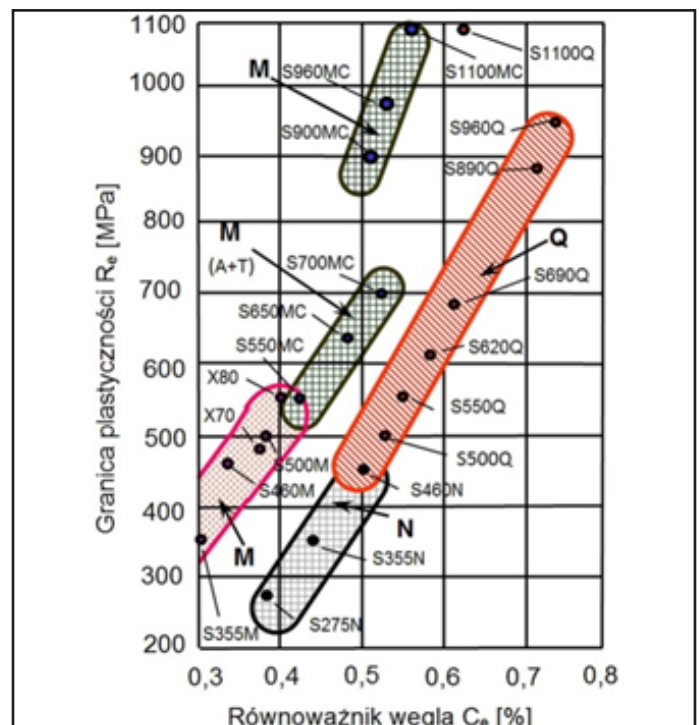 1100
1000
900
800
700
600
500
400
300
200
Granica plastyczności Re [MPa]
M
S960MC
S900MC
S1100MC
S1100Q
S960Q
S890Q
M
(A+T)
S700MC
Q
S690Q
S650MC
S550MC
S620Q
X80
X70
S550Q
S500M
S500Q
S460M
S460N
M
N
S355N
S355M
S275N
0,3 0,4 0,5 0,6 0,7 0,8
Równoważnik węgla Ce [%]